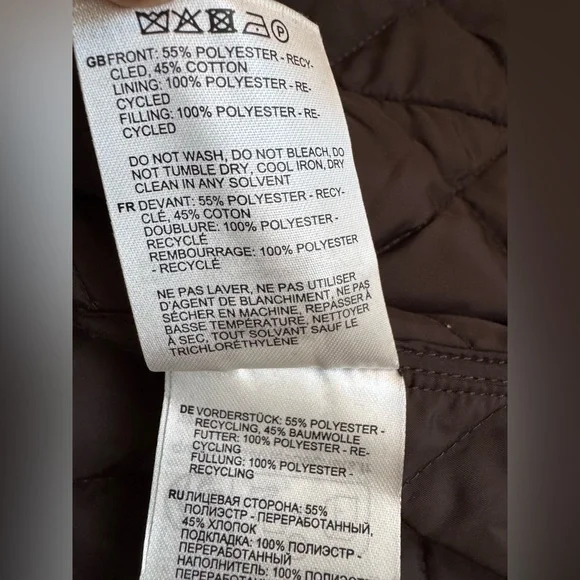 GB FRONT: 55% POLYESTER - RECY-
CLED, 45% COTTON
LINING: 100% POLYESTER - RE-
CYCLED
FILLING: 100% POLYESTER - RE-
CYCLED
DO NOT WASH, DO NOT BLEACH, DO
NOT TUMBLE DRY, COOL IRON, DRY
CLEAN IN ANY SOLVENT
FR DEVANT: 55% POLYESTER - RECY-
CLÉ, 45% COTON
DOUBLURE: 100% POLYESTER -
RECYCLÉ
REMBOURRAGE: 100% POLYESTER
- RECYCLÉ
NE PAS LAVER, NE PAS UTILISER
D'AGENT DE BLANCHIMENT, NE PAS
SÉCHER EN MACHINE, REPASSER À
BASSE TEMPÉRATURE, NETTOYER
À SEC, TOUT SOLVANT SAUF LE
TRICHLORÉTHYLÈNE
DE VORDERSTÜCK: 55% POLYESTER -
RECYCLING, 45% BAUMWOLLE
FUTTER: 100% POLYESTER - RE-
CYCLING
FÜLLUNG: 100% POLYESTER -
RECYCLING
RU ЛИЦЕВАЯ СТОРОНА: 55%
ПОЛИЭСТР - ПЕРЕРАБОТАННЫЙ,
45% ХЛОПОК
ПОДКЛАДКА: 100% ПОЛИЭСТР -
ПЕРЕРАБОТАННЫЙ
НАПОЛНИТЕЛЬ: 100% ПОЛИЭСТР -
ПЕРЕРАБОТАННЫЙ